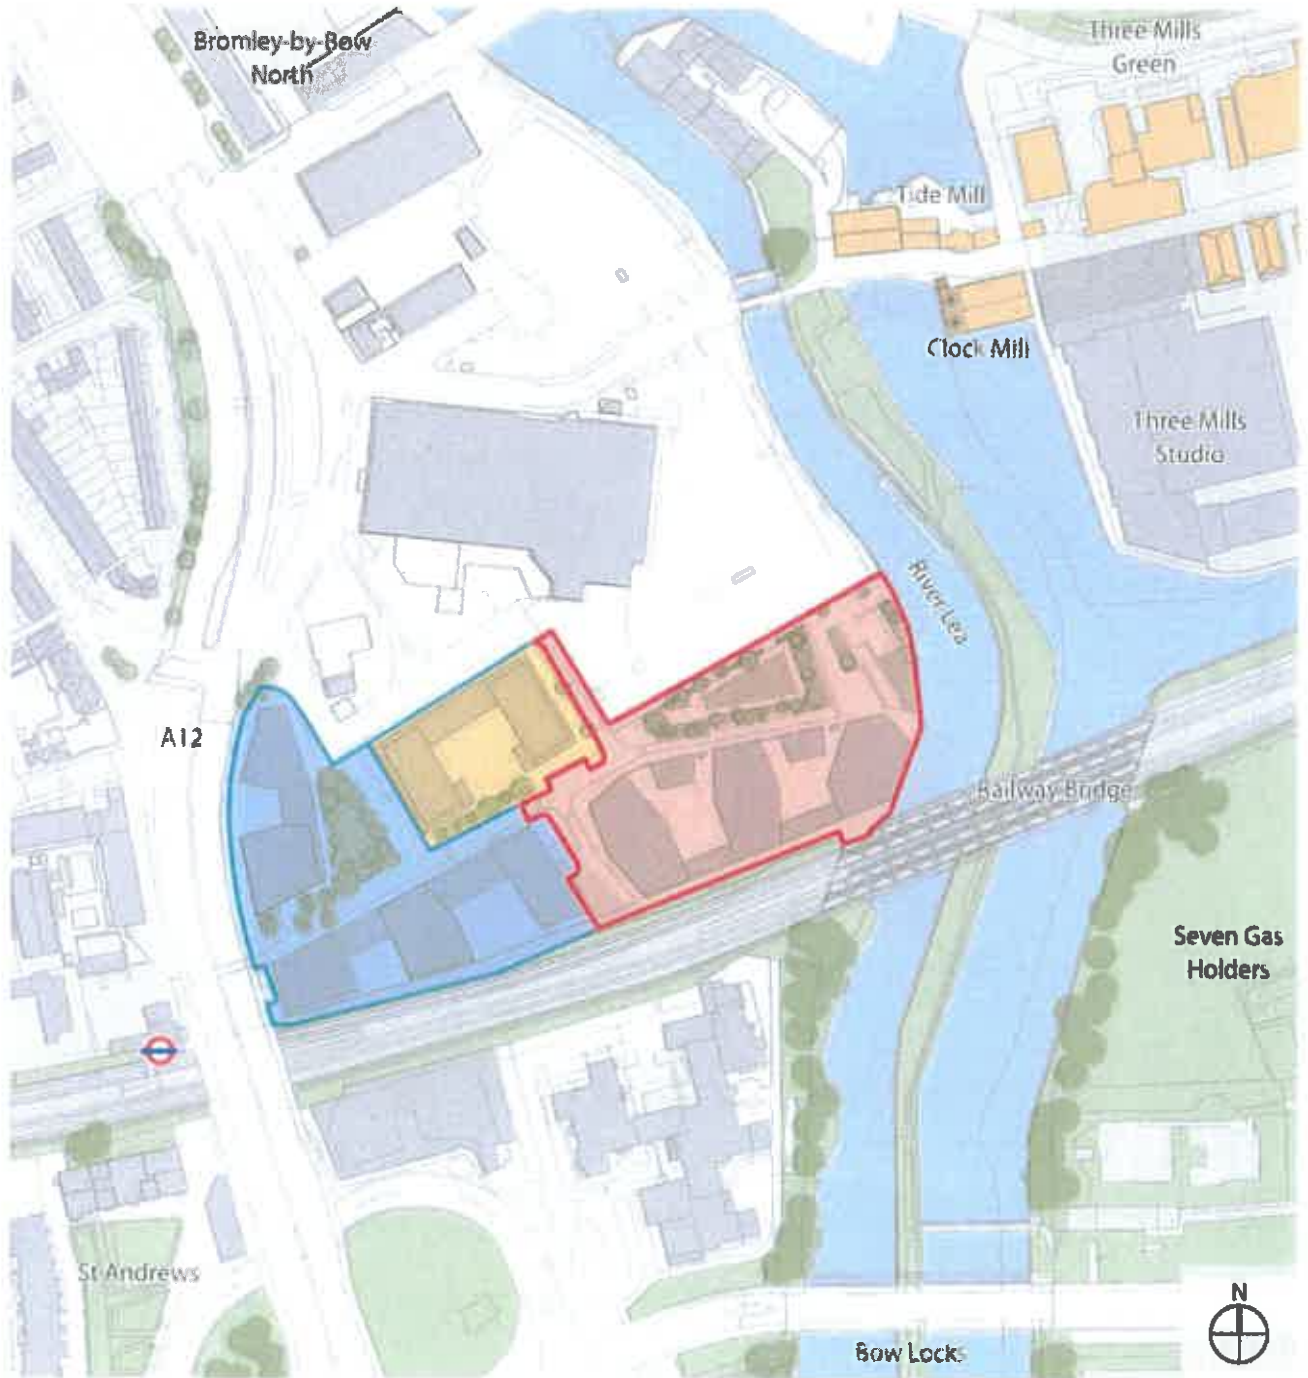 Bromley-by-Bow
North
Three Mills
Green
Tide Mill
Clock Mill
Three Mills
Studio
River Lea
A12
Railway Bridge
Seven Gas
Holders
St Andrews
Bow Lock
N